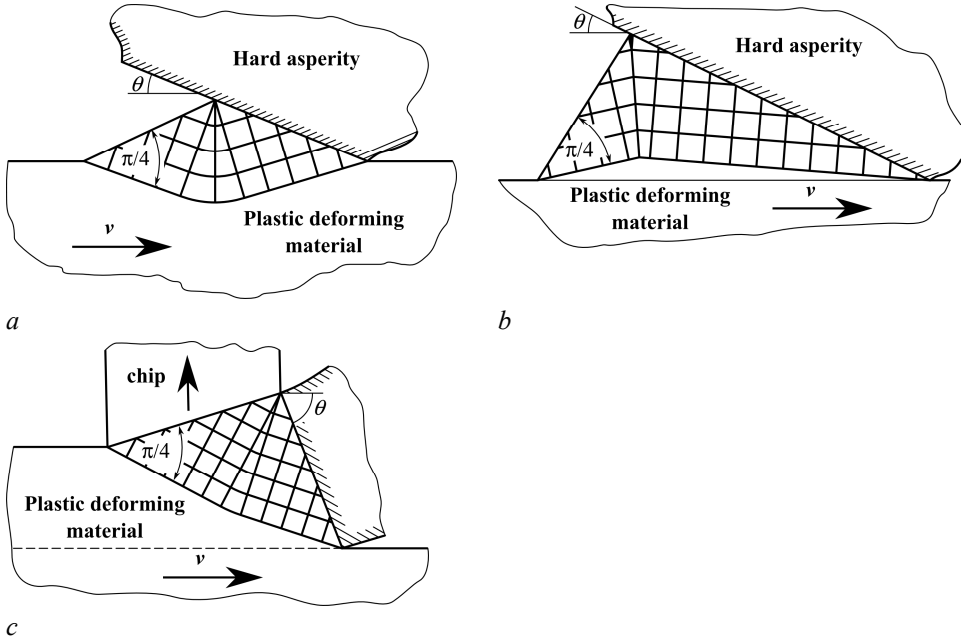 θ
Hard asperity
π/4
Plastic deforming
material
v
a
θ
Hard asperity
π/4
Plastic deforming
material
v
b
chip
θ
π/4
Plastic deforming
material
v
c